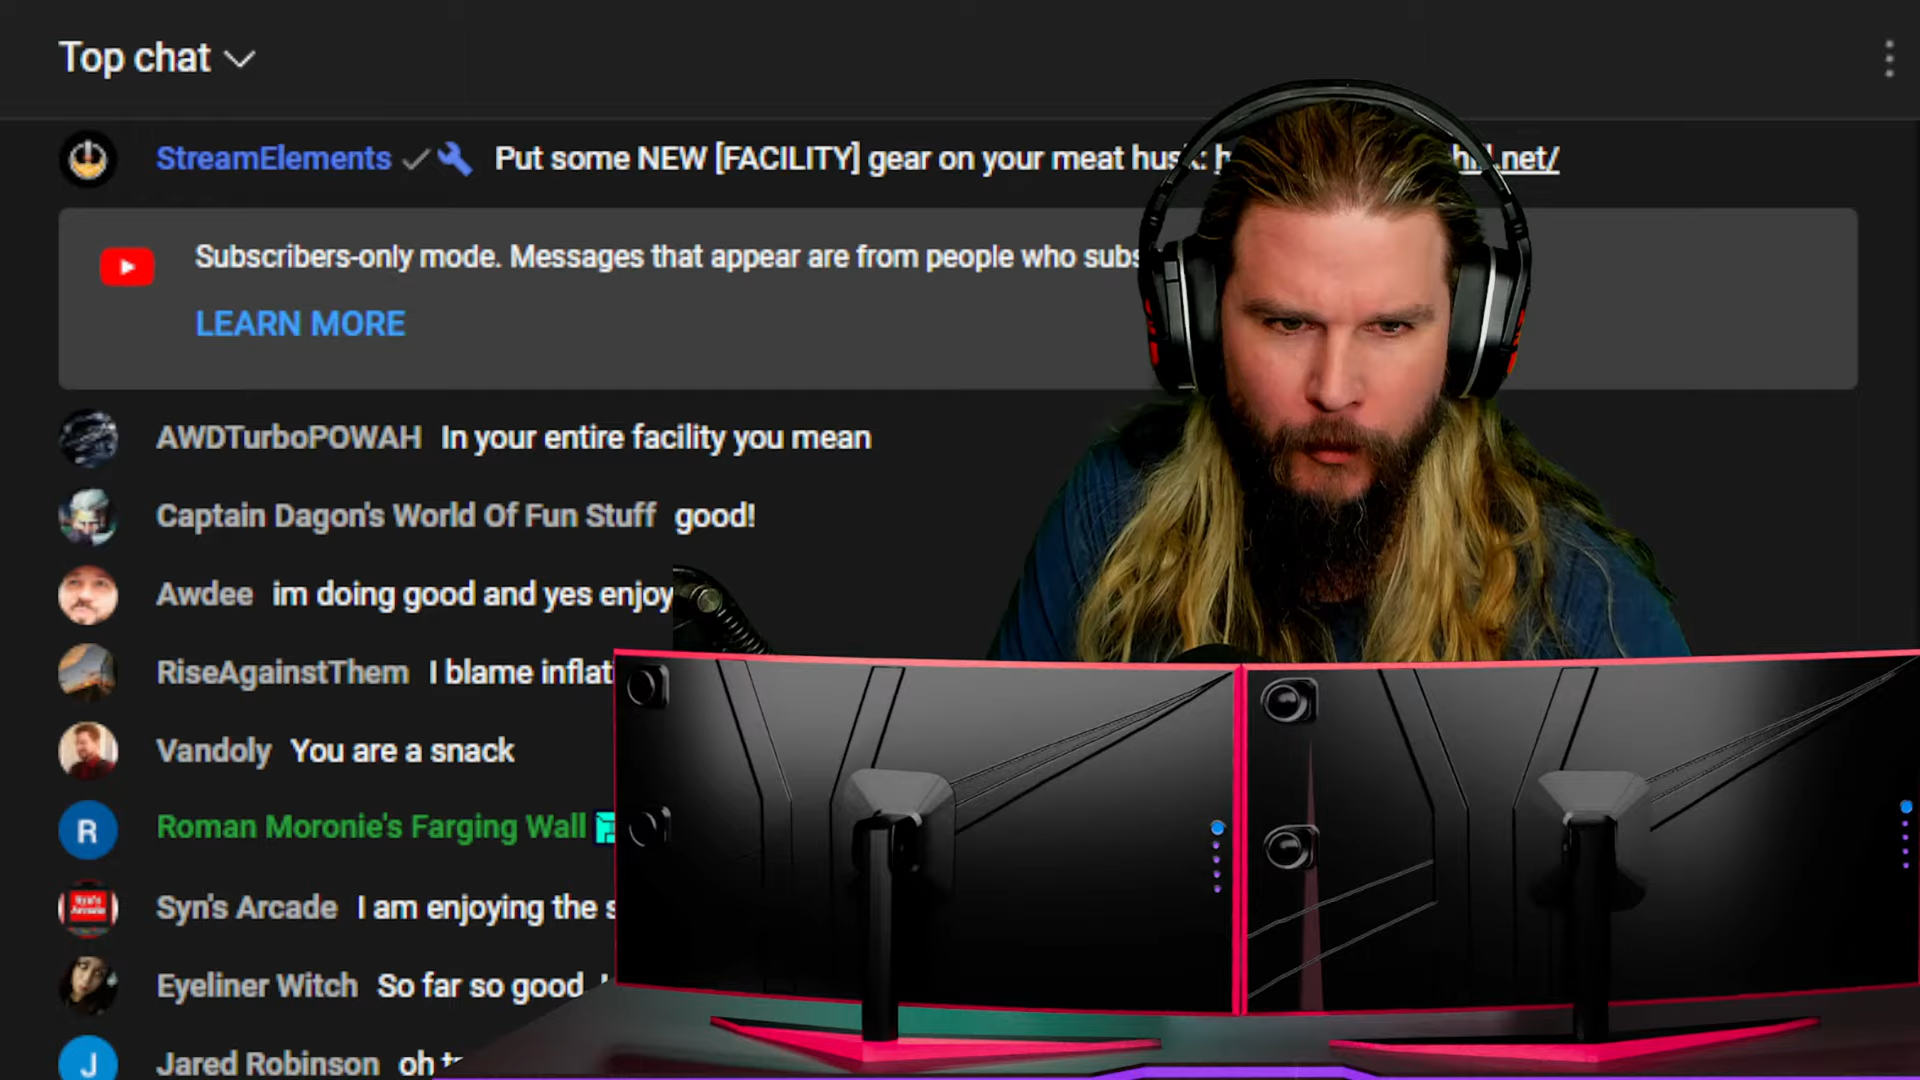 Top chat
StreamElements Put some NEW [FACILITY] gear on your meat husk: .net/
Subscribers-only mode. Messages that appear are from people who
LEARN MORE
AWDTurboPOWAH In your entire facility you mean
Captain Dagon's World Of Fun Stuff good!
Awdee im doing good and yes enjoy
RiseAgainstThem I blame
Vandoly You are a snack
R
Roman Moronie's Farging Wall
Syn's Arcade I am enjoying the
Eyeliner Witch So far so good
J
Jared Robinson oh